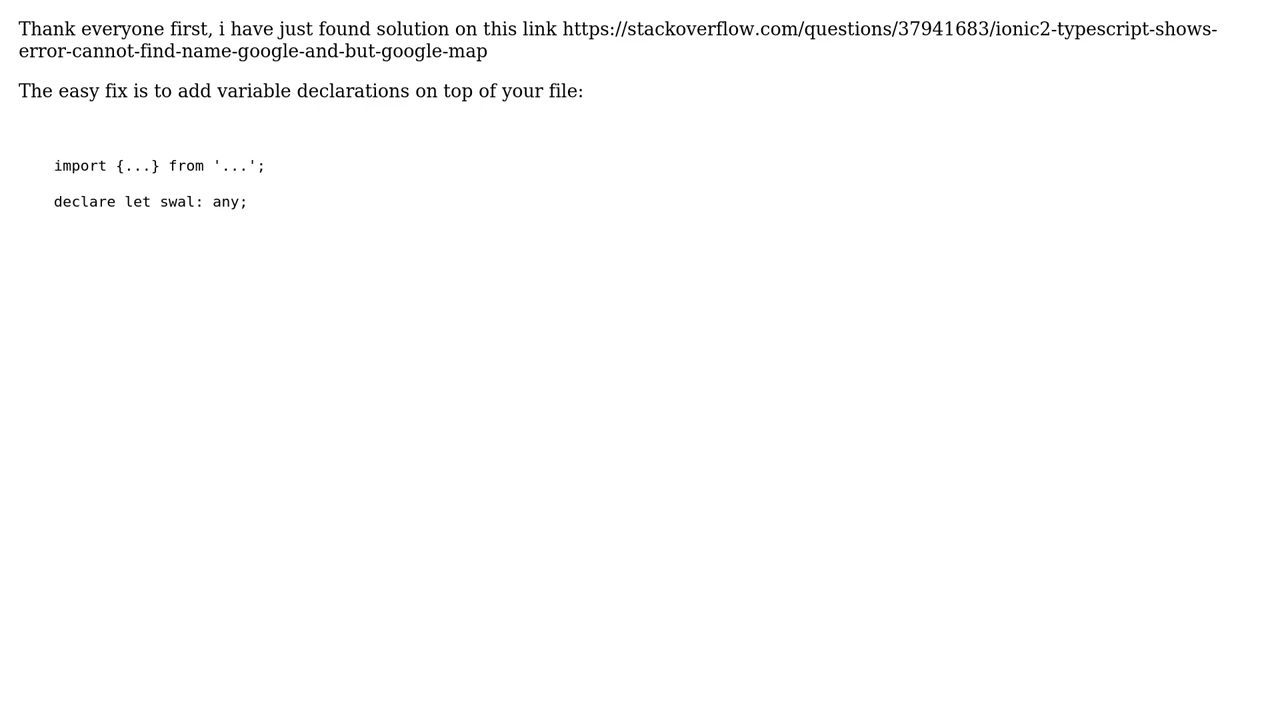 Thank everyone first, i have just found solution on this link https://stackoverflow.com/questions/37941683/ionic2-typescript-shows-
error-cannot-find-name-google-and-but-google-map
The easy fix is to add variable declarations on top of your file:
import {...} from '...';
declare let swal: any;